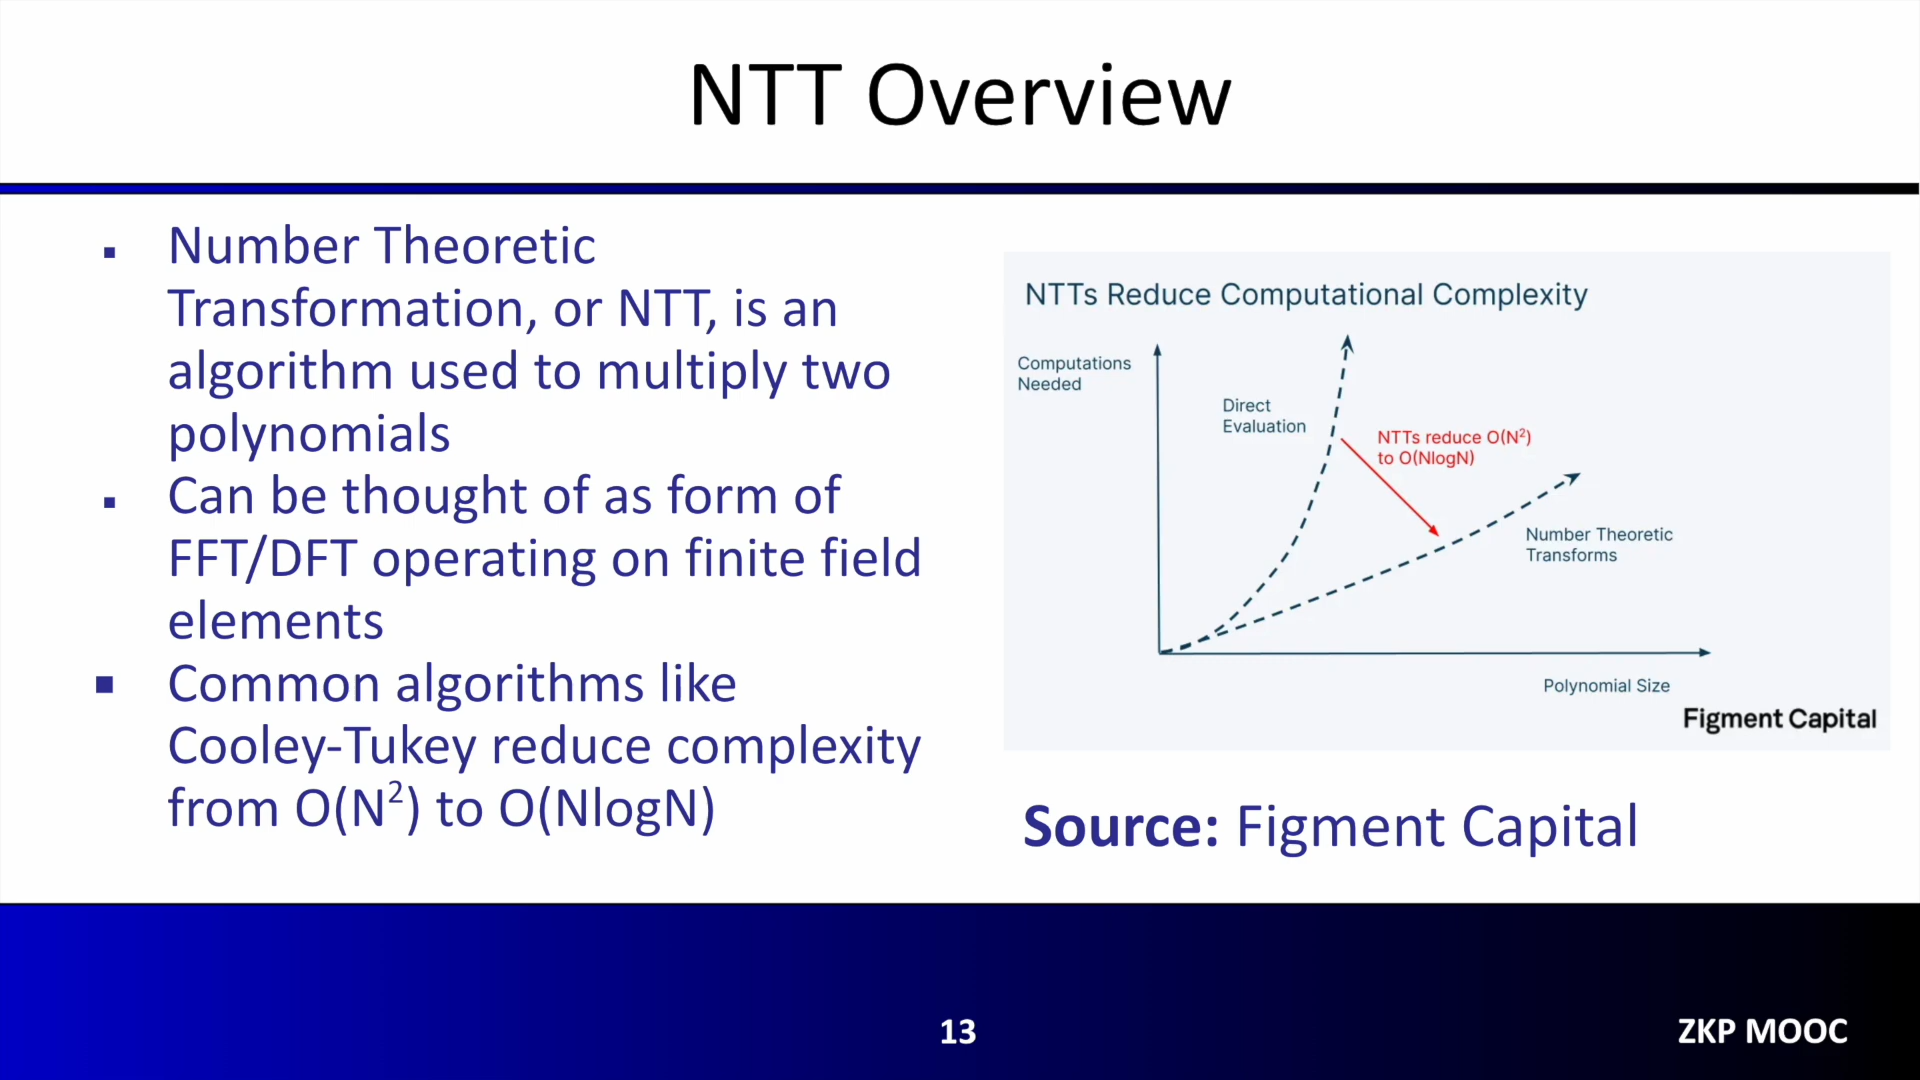 NTT Overview
Number Theoretic
Transformation, or NTT, is an
algorithm used to multiply two
polynomials
Can be thought of as form of
FFT/DFT operating on finite field
elements
Common algorithms like
Cooley-Tukey reduce complexity
from O(N²) to O(NlogN)
NTTs Reduce Computational Complexity
Computations
Needed
Direct
Evaluation
NTTs reduce O(N²)
to O(NlogN)
Number Theoretic
Transforms
Polynomial Size
Figment Capital
Source: Figment Capital
13
ZKP MOOC